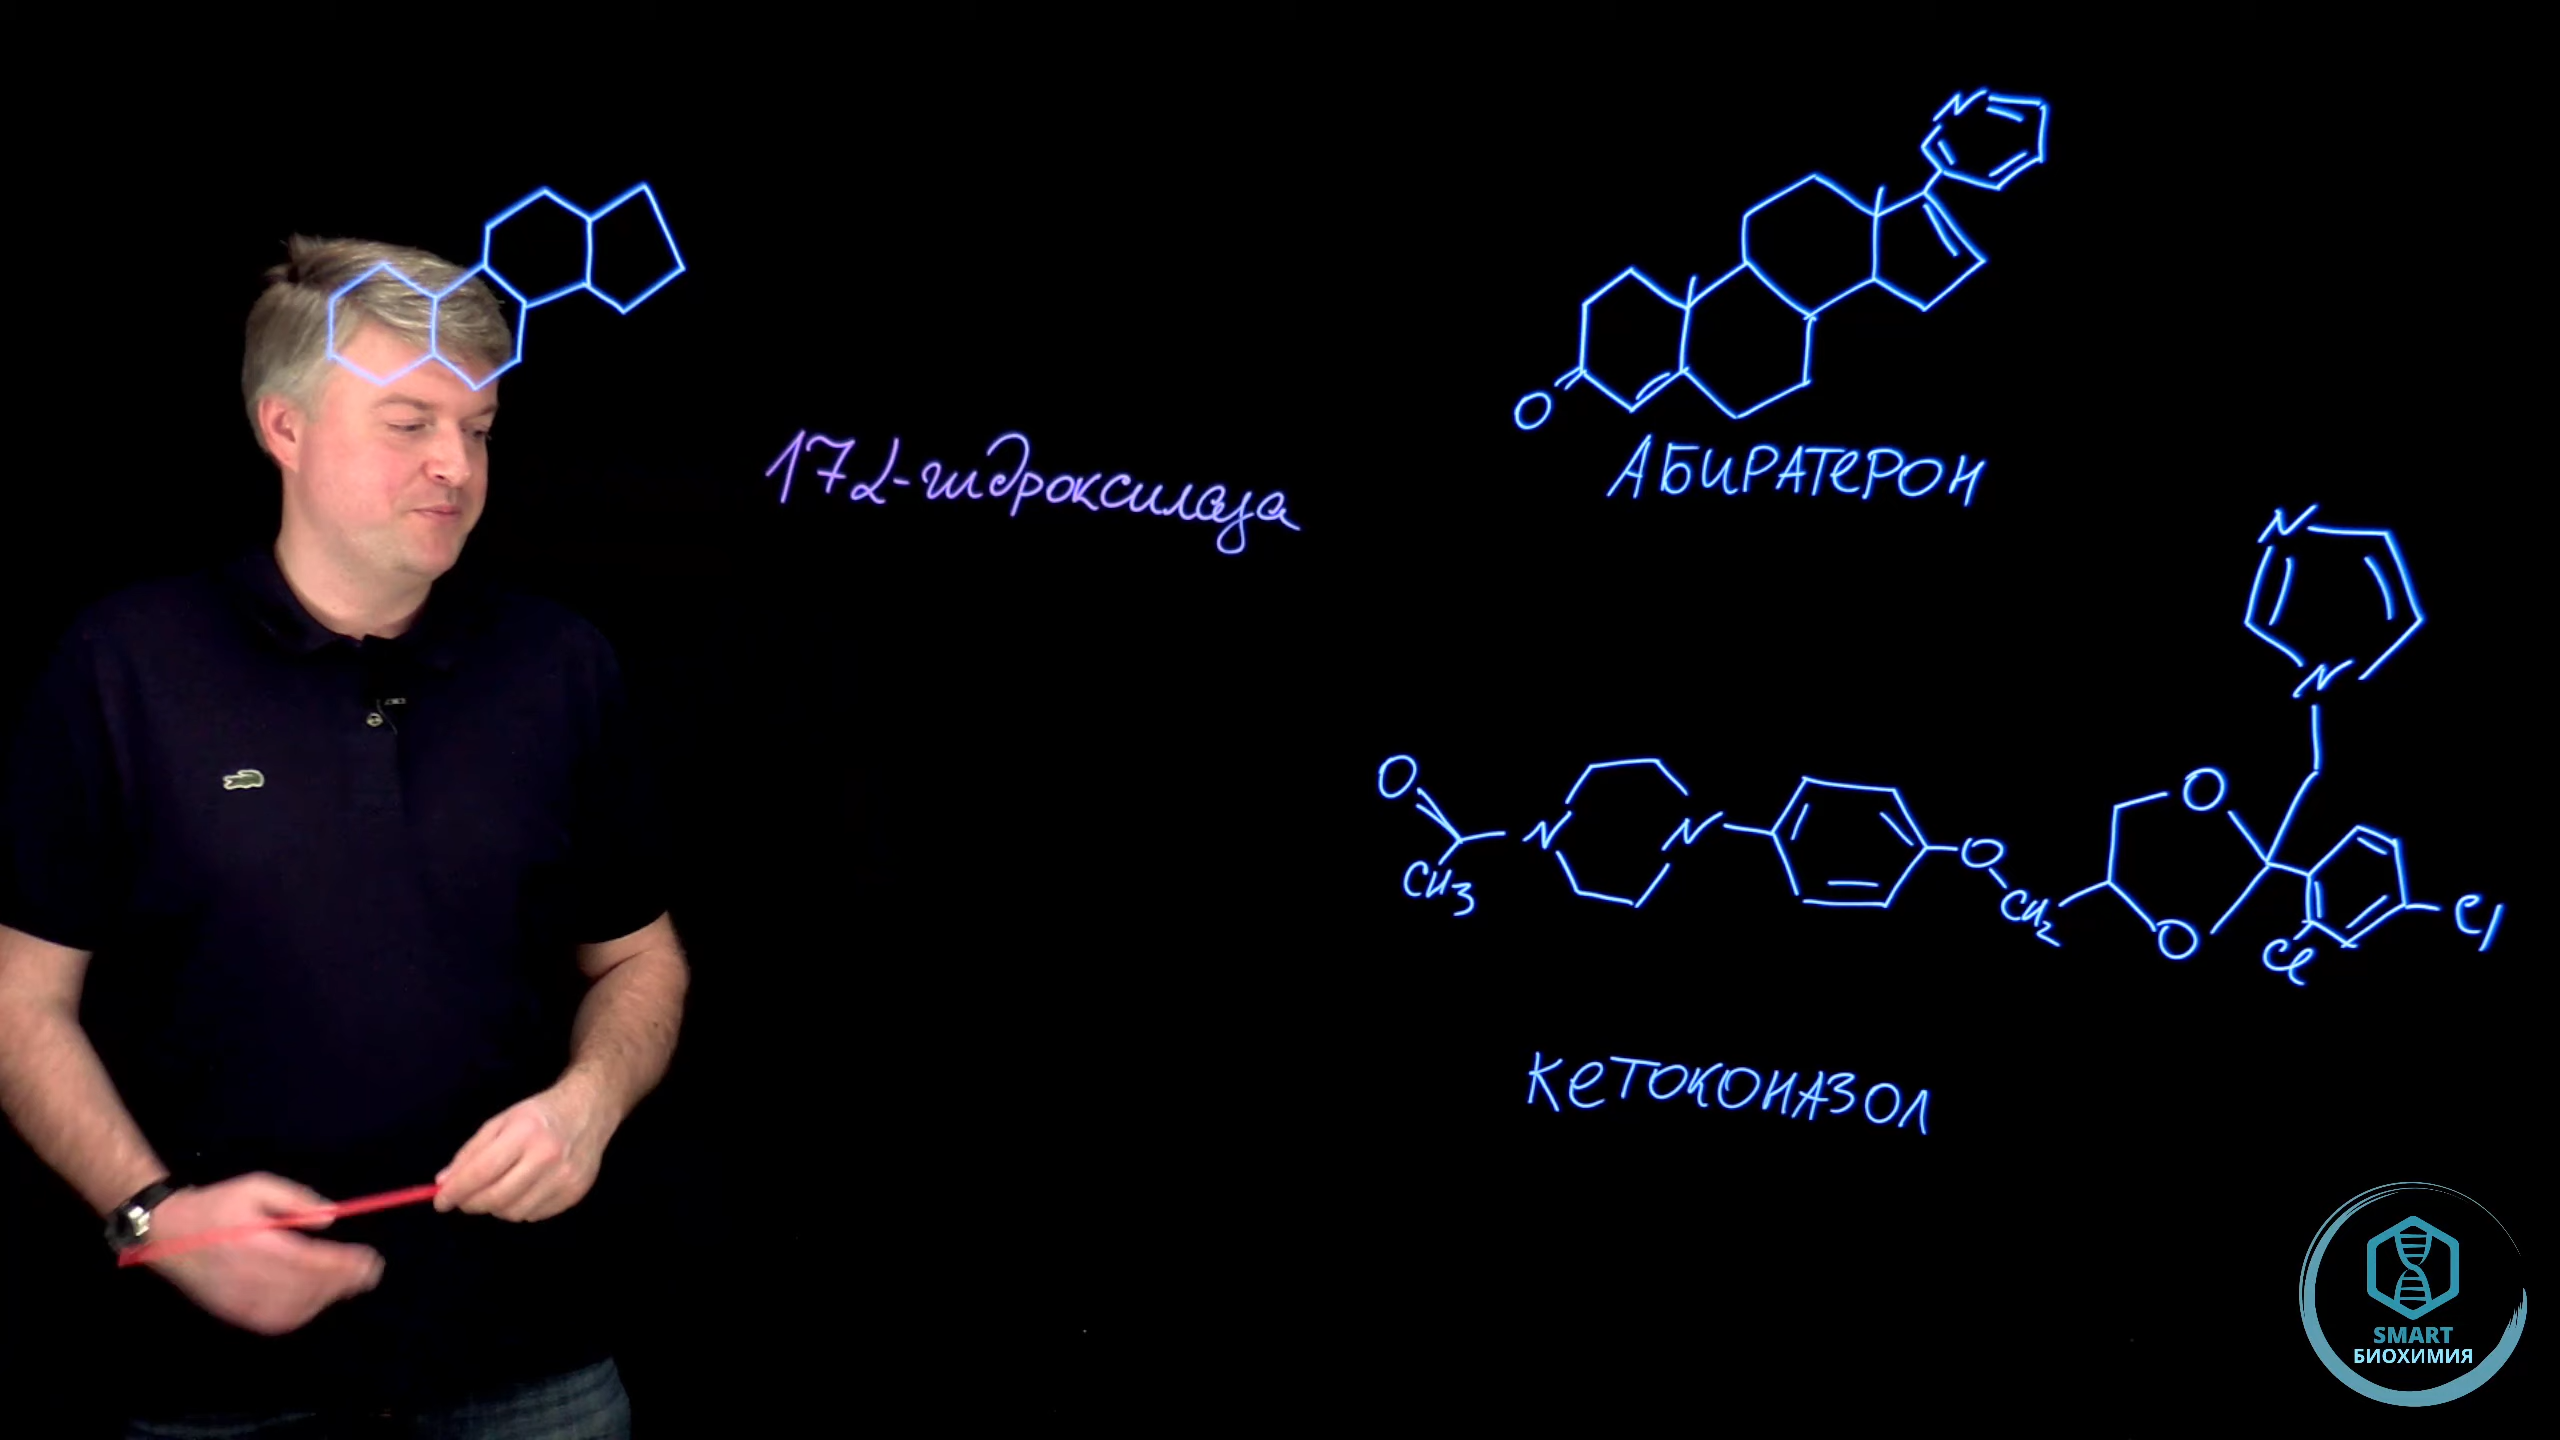 17α-гидроксилаза
N
O
АБИРАТЕРОН
N
N
O
CH3
N
N
O
CH2
O
O
Cl
Cl
КЕТОКОНАЗОЛ
SMART
БИОХИМИЯ